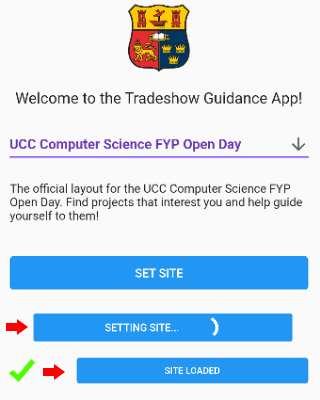 Welcome to the Tradeshow Guidance App!
UCC Computer Science FYP Open Day
The official layout for the UCC Computer Science FYP
Open Day. Find projects that interest you and help guide
yourself to them!
SET SITE
SETTING SITE...
SITE LOADED